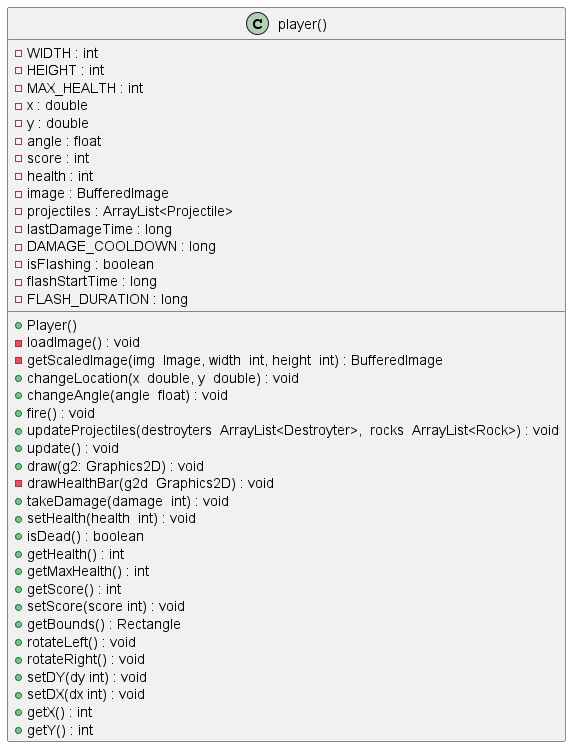 C player()
WIDTH : int
HEIGHT : int
MAX_HEALTH : int
x : double
y : double
angle : float
score : int
health : int
image : BufferedImage
projectiles : ArrayList<Projectile>
lastDamageTime : long
DAMAGE_COOLDOWN : long
isFlashing : boolean
flashStartTime : long
FLASH_DURATION : long
Player()
loadImage() : void
getScaledImage(img Image, width int, height int) : BufferedImage
changeLocation(x double, y double) : void
changeAngle(angle float) : void
fire() : void
updateProjectiles(destroyters ArrayList<Destroyter>, rocks ArrayList<Rock>) : void
update() : void
draw(g2: Graphics2D) : void
drawHealthBar(g2d Graphics2D) : void
takeDamage(damage int) : void
setHealth(health int) : void
isDead() : boolean
getHealth() : int
getMaxHealth() : int
getScore() : int
setScore(score int) : void
getBounds() : Rectangle
rotateLeft() : void
rotateRight() : void
setDY(dy int) : void
setDX(dx int) : void
getX() : int
getY() : int